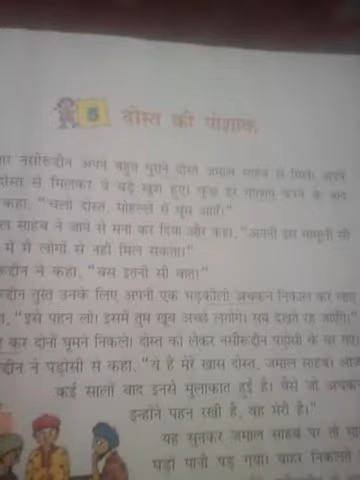 5 दोस्त की पोशाक
नसीरुद्दीन अपने बहुत पुराने दोस्त जमाल साहब से मिले। अपने
दोस्त से मिलकर वे बड़े खुश हुए। कुछ देर गपशप करने के बाद
कहा, "चलो दोस्त, मोहल्ले में घूम आएँ।"
साहब ने जाने से मना कर दिया और कहा, "अपनी इस मामूली सी
में मैं लोगों से नहीं मिल सकता।"
ने कहा, "बस इतनी सी बात!"
तुरंत उनके लिए अपनी एक भड़कीली अचकन निकाल कर लाए
"इसे पहन लो। इसमें तुम खूब अच्छे लगोगे। सब देखते रह जाएँगे।"
कर दोनों घूमने निकले। दोस्त को लेकर नसीरुद्दीन पड़ोसी के घर गए।
ने पड़ोसी से कहा, "ये हैं मेरे खास दोस्त, जमाल साहब। आज
कई सालों बाद इनसे मुलाकात हुई है। वैसे जो अचकन
इन्होंने पहन रखी है, वह मेरी है।"
यह सुनकर जमाल साहब पर तो मानो
घड़ों पानी पड़ गया। बाहर निकलते